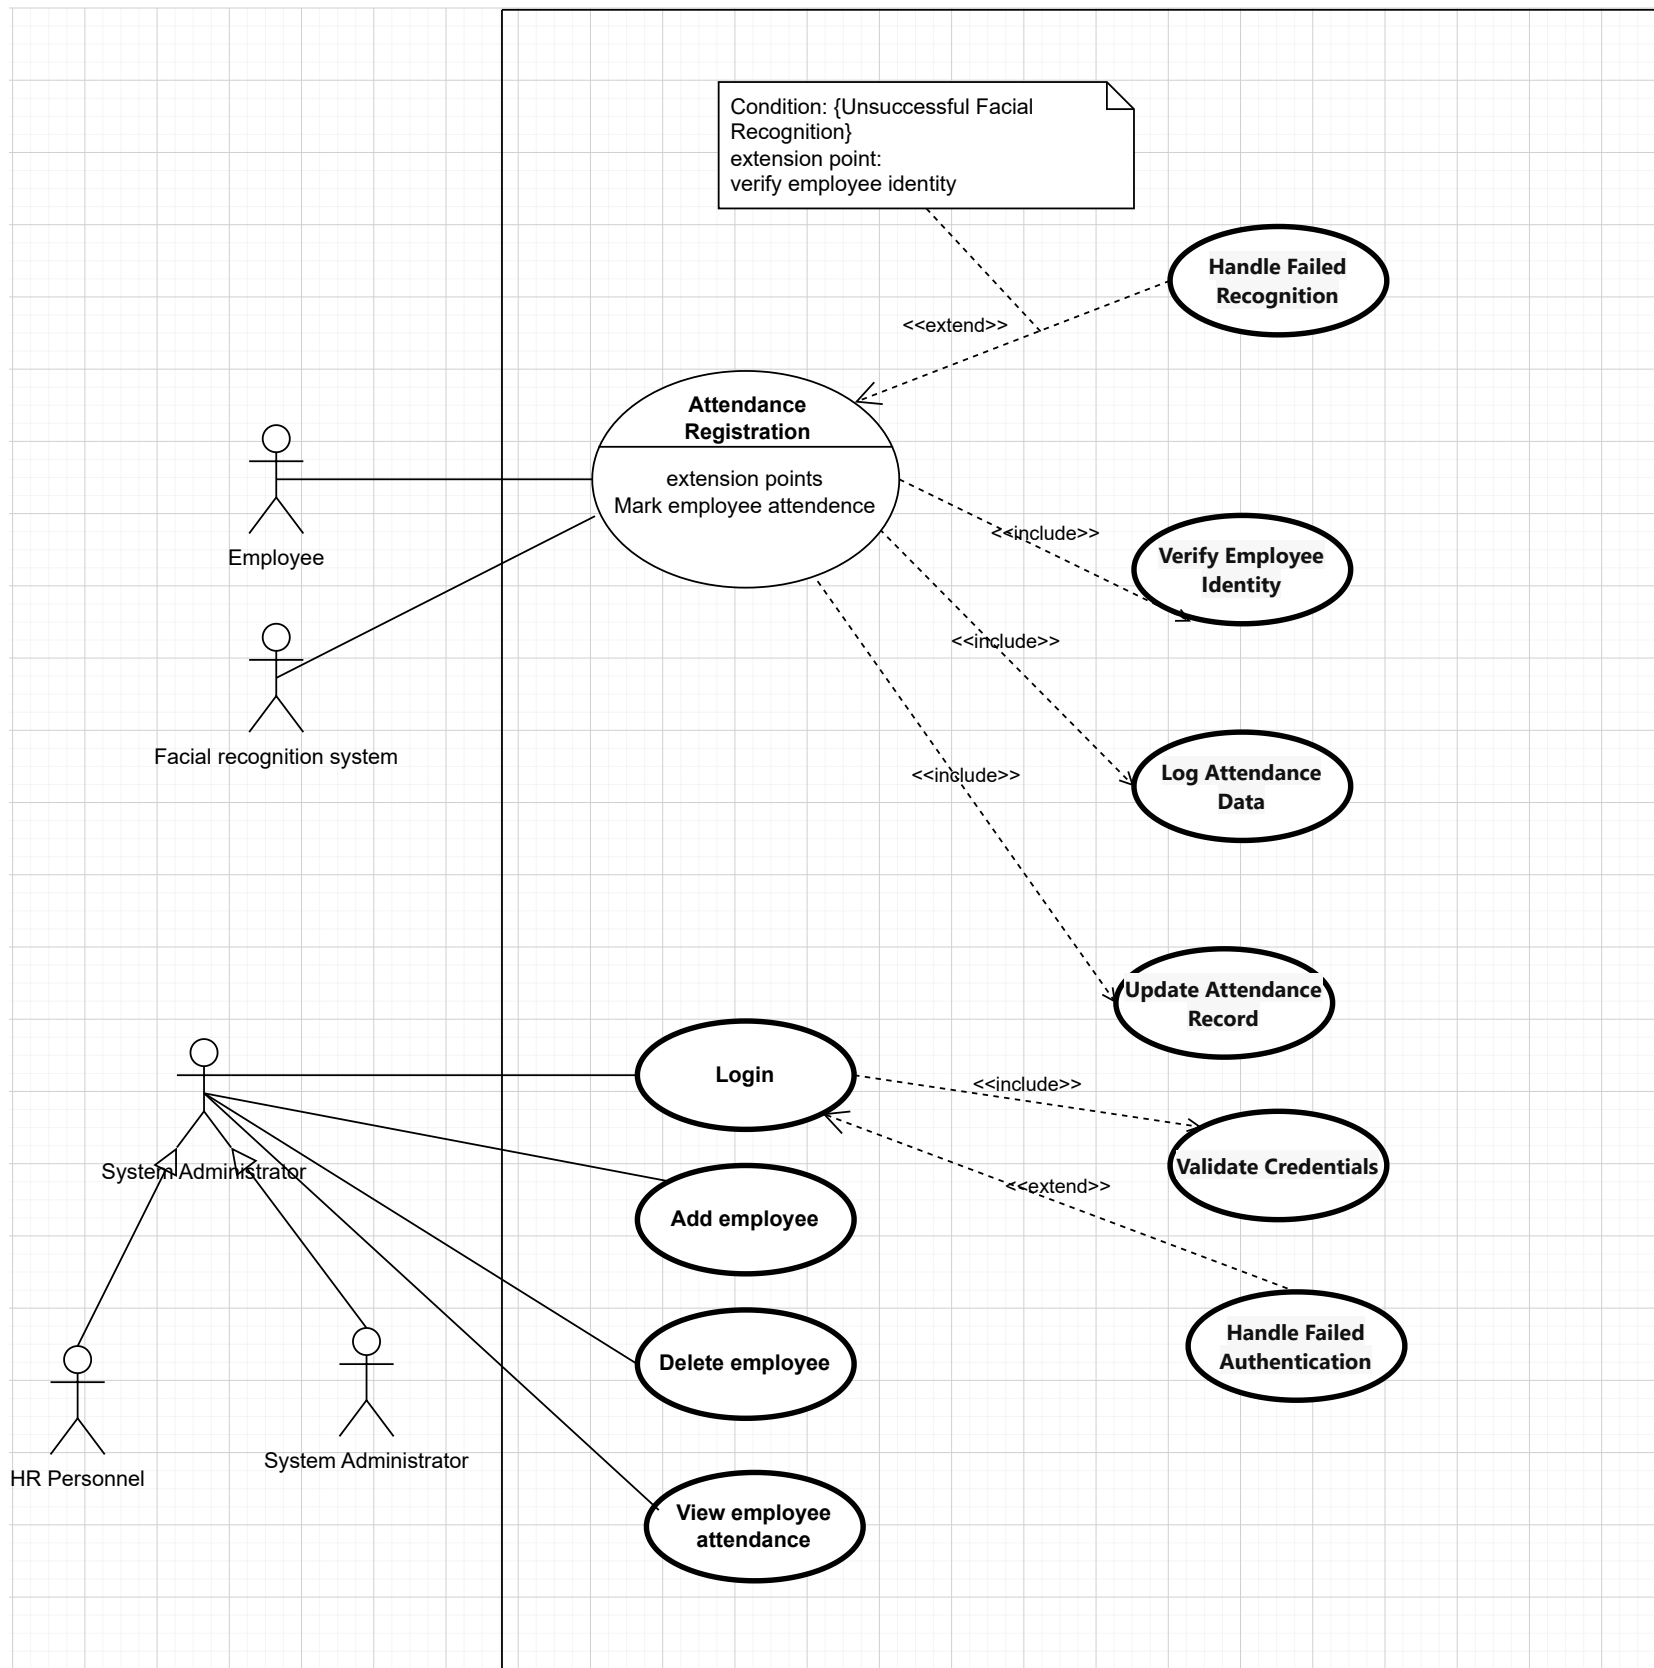 Condition: {Unsuccessful Facial
Recognition}
extension point:
verify employee identity
Handle Failed
Recognition
<<extend>>
Attendance
Registration
extension points
Mark employee attendence
Employee
<<include>>
Verify Employee
Identity
<<include>>
Facial recognition system
<<include>>
Log Attendance
Data
Update Attendance
Record
Login
<<include>>
System Administrator
Validate Credentials
<<extend>>
Add employee
Handle Failed
Authentication
Delete employee
System Administrator
HR Personnel
View employee
attendance